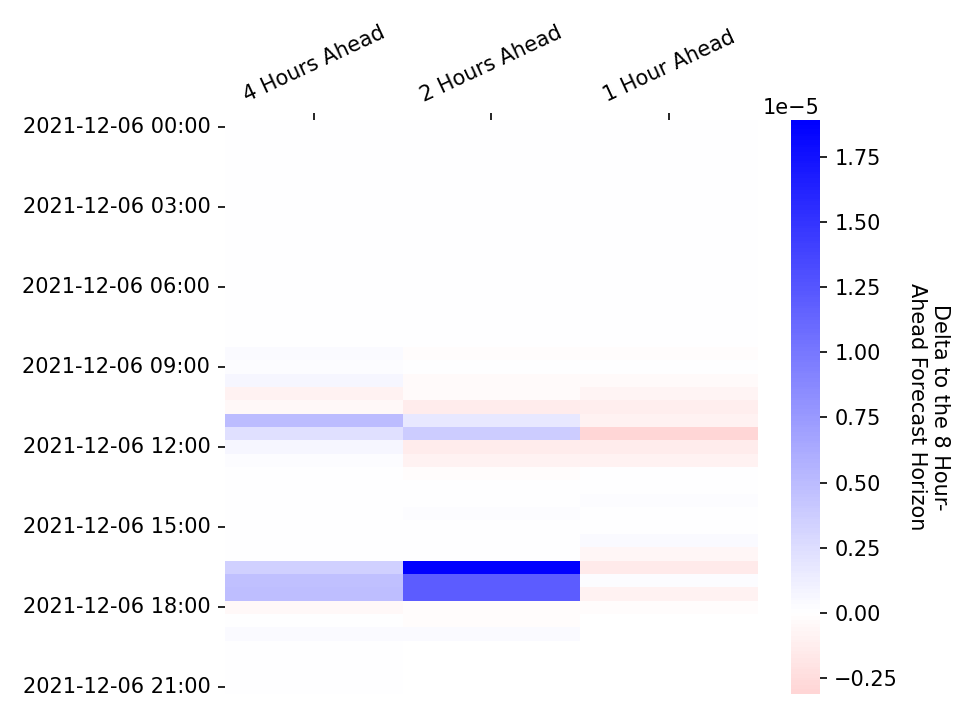 4 Hours Ahead
2 Hours Ahead
1 Hour Ahead
1e−5
2021-12-06 00:00
2021-12-06 03:00
2021-12-06 06:00
2021-12-06 09:00
2021-12-06 12:00
2021-12-06 15:00
2021-12-06 18:00
2021-12-06 21:00
1.75
1.50
1.25
1.00
0.75
0.50
0.25
0.00
−0.25
Delta to the 8 Hour-
Ahead Forecast Horizon